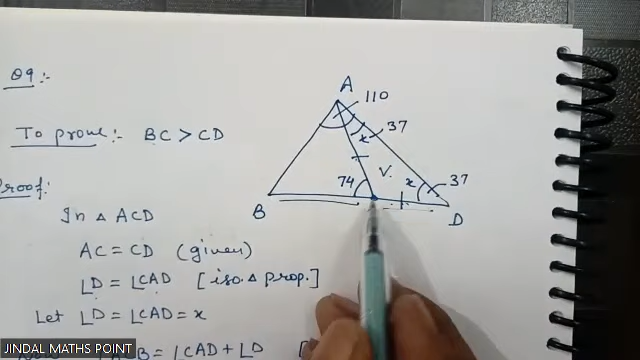 Q9:-
To prove:- BC > CD
Proof:
In △ ACD
AC = CD (given)
∠D = ∠CAD [iso. △ prop.]
Let ∠D = ∠CAD = x
B = ∠CAD + ∠D [
A
110
37
x
74
V.
x
37
B
D
JINDAL MATHS POINT